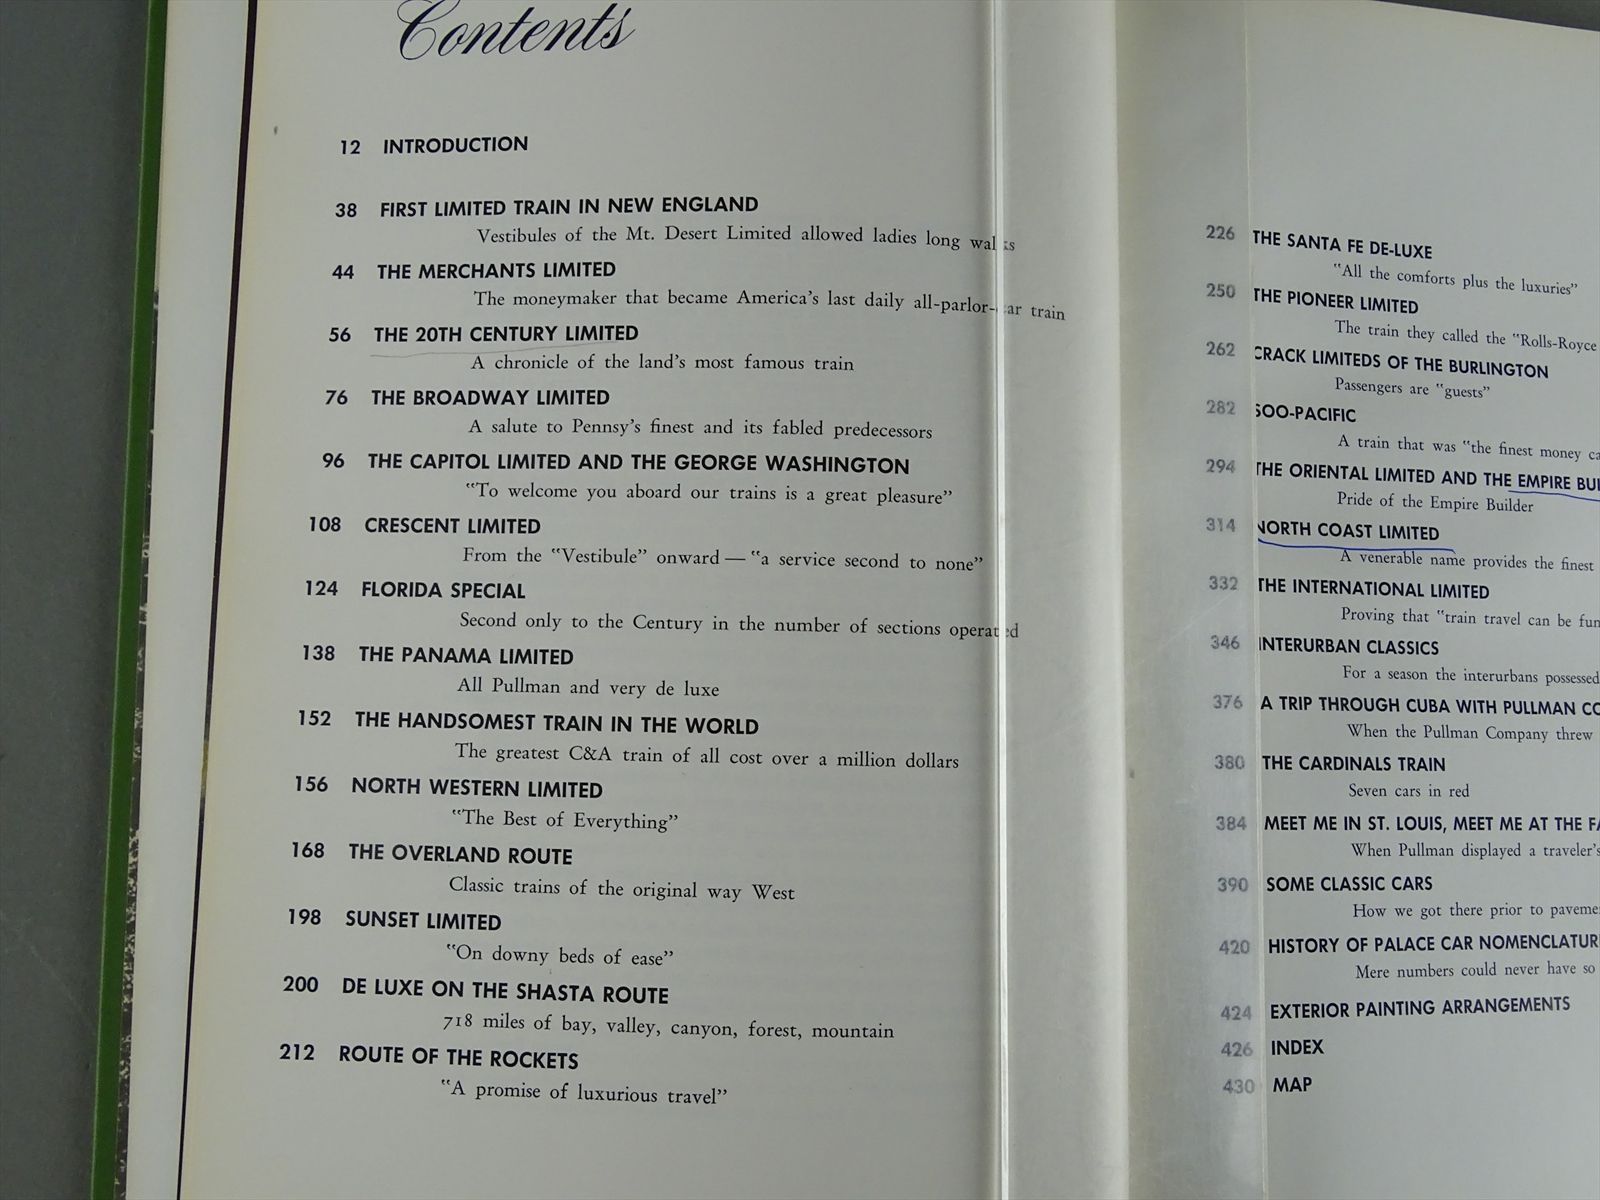 Contents
12 INTRODUCTION
38 FIRST LIMITED TRAIN IN NEW ENGLAND
Vestibules of the Mt. Desert Limited allowed ladies long walks
44 THE MERCHANTS LIMITED
The moneymaker that became America's last daily all-parlor-car train
56 THE 20TH CENTURY LIMITED
A chronicle of the land's most famous train
76 THE BROADWAY LIMITED
A salute to Pennsy's finest and its fabled predecessors
96 THE CAPITOL LIMITED AND THE GEORGE WASHINGTON
"To welcome you aboard our trains is a great pleasure"
108 CRESCENT LIMITED
From the "Vestibule" onward — "a service second to none"
124 FLORIDA SPECIAL
Second only to the Century in the number of sections operated
138 THE PANAMA LIMITED
All Pullman and very de luxe
152 THE HANDSOMEST TRAIN IN THE WORLD
The greatest C&A train of all cost over a million dollars
156 NORTH WESTERN LIMITED
"The Best of Everything"
168 THE OVERLAND ROUTE
Classic trains of the original way West
198 SUNSET LIMITED
"On downy beds of ease"
200 DE LUXE ON THE SHASTA ROUTE
718 miles of bay, valley, canyon, forest, mountain
212 ROUTE OF THE ROCKETS
"A promise of luxurious travel"
226 THE SANTA FE DE-LUXE
"All the comforts plus the luxuries"
250 THE PIONEER LIMITED
The train they called the "Rolls-Royce
262 CRACK LIMITEDS OF THE BURLINGTON
Passengers are "guests"
282 SOO-PACIFIC
A train that was "the finest money
294 THE ORIENTAL LIMITED AND THE EMPIRE
Pride of the Empire Builder
314 NORTH COAST LIMITED
A venerable name provides the finest
332 THE INTERNATIONAL LIMITED
Proving that "train travel can be fun
346 INTERURBAN CLASSICS
For a season the interurbans possessed
376 A TRIP THROUGH CUBA WITH PULLMAN
When the Pullman Company threw
380 THE CARDINALS TRAIN
Seven cars in red
384 MEET ME IN ST. LOUIS, MEET ME AT THE
When Pullman displayed a traveler's
390 SOME CLASSIC CARS
How we got there prior to
420 HISTORY OF PALACE CAR NOMENCLATURE
Mere numbers could never have so
424 EXTERIOR PAINTING ARRANGEMENTS
426 INDEX
430 MAP